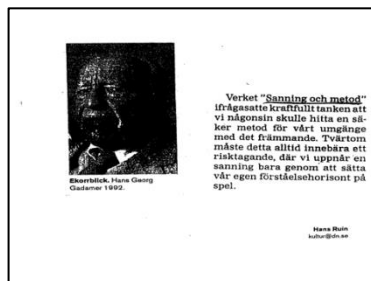 Ekorrblick. Hans Georg
Gadamer 1992.
Verket "Sanning och metod"
ifrågasatte kraftfullt tanken att
vi någonsin skulle hitta en sä-
ker metod för vårt umgänge
med det främmande. Tvärtom
måste detta alltid innebära ett
risktagande, där vi uppnår en
sanning bara genom att sätta
vår egen förståelsehorisont på
spel.
Hans Ruin
kultur@dn.se